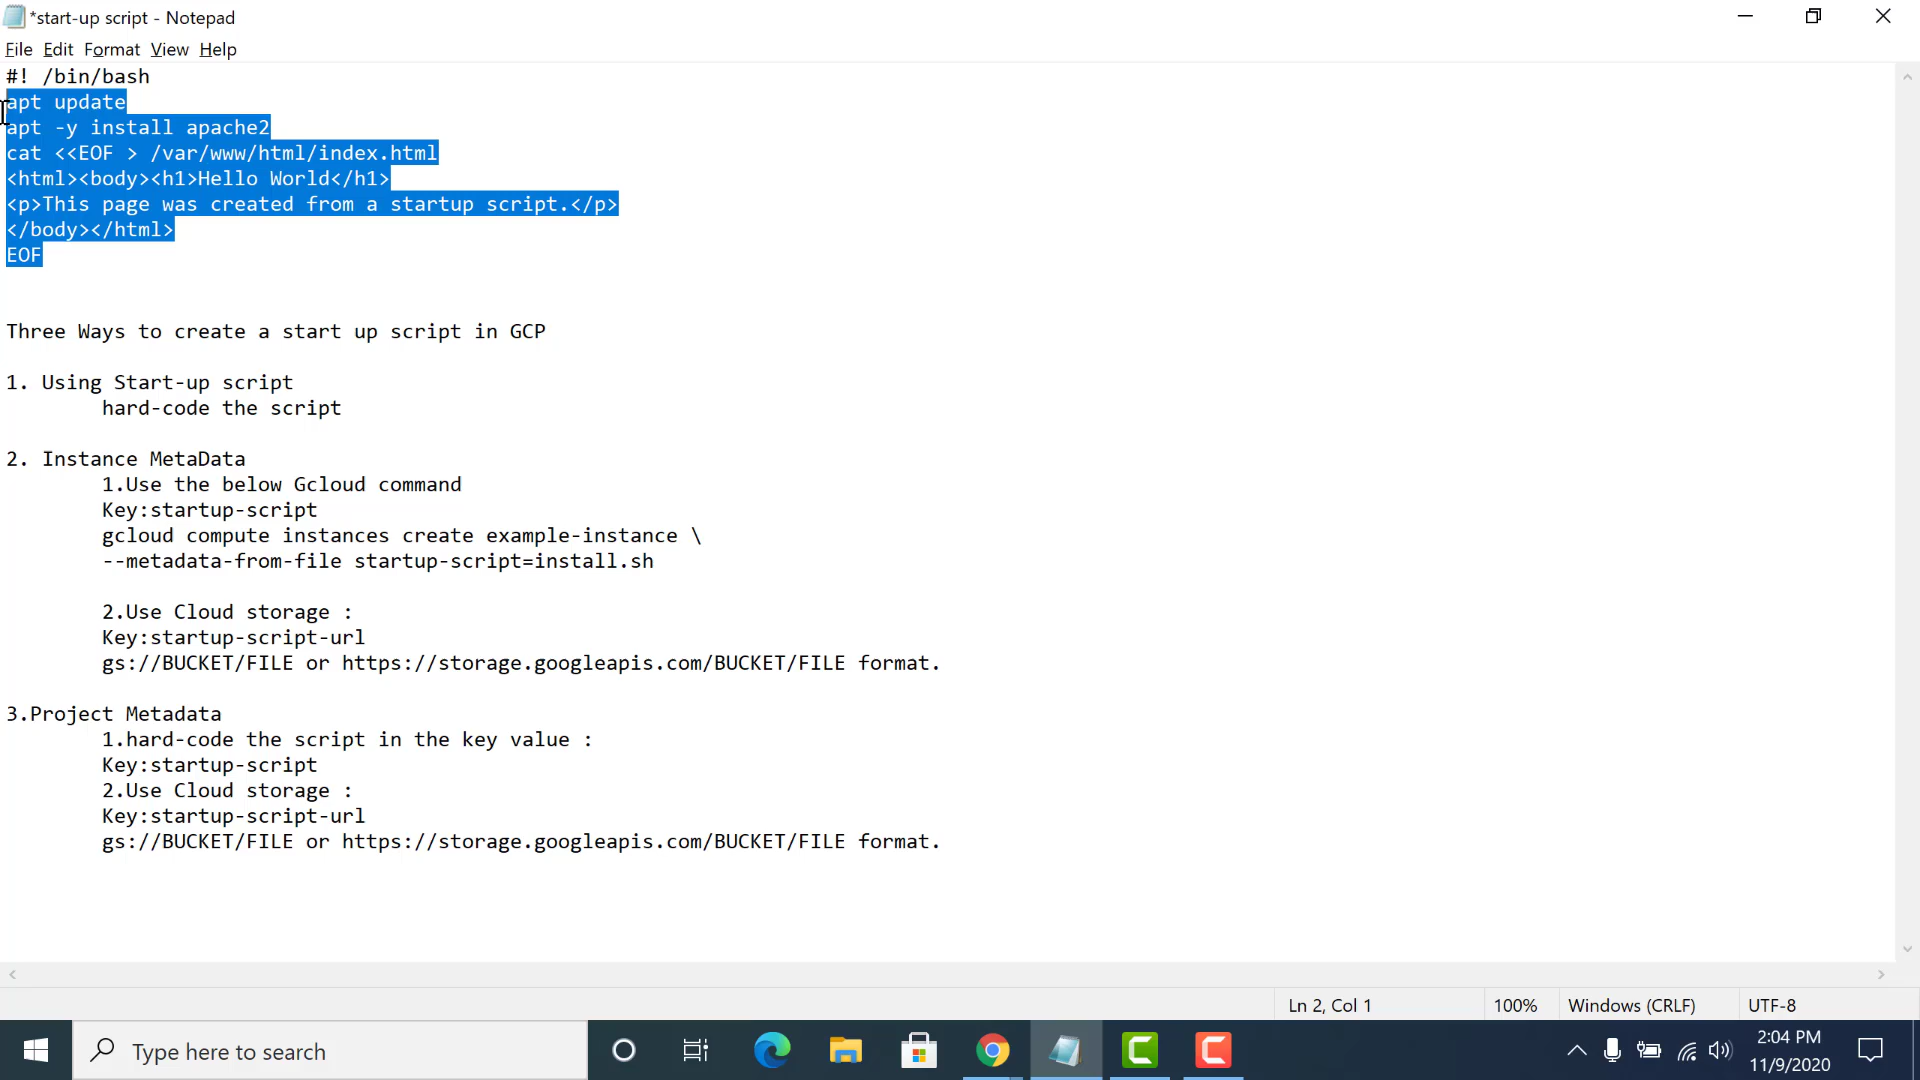 *start-up script - Notepad
File Edit Format View Help
#! /bin/bash
apt update
apt -y install apache2
cat <<EOF > /var/www/html/index.html
<html><body><h1>Hello World</h1>
<p>This page was created from a startup script.</p>
</body></html>
EOF
Three Ways to create a start up script in GCP
1. Using Start-up script
hard-code the script
2. Instance MetaData
1.Use the below Gcloud command
Key:startup-script
gcloud compute instances create example-instance \
--metadata-from-file startup-script=install.sh
2.Use Cloud storage :
Key:startup-script-url
gs://BUCKET/FILE or https://storage.googleapis.com/BUCKET/FILE format.
3.Project Metadata
1.hard-code the script in the key value :
Key:startup-script
2.Use Cloud storage :
Key:startup-script-url
gs://BUCKET/FILE or https://storage.googleapis.com/BUCKET/FILE format.
Ln 2, Col 1 100% Windows (CRLF) UTF-8
Type here to search
2:04 PM
11/9/2020